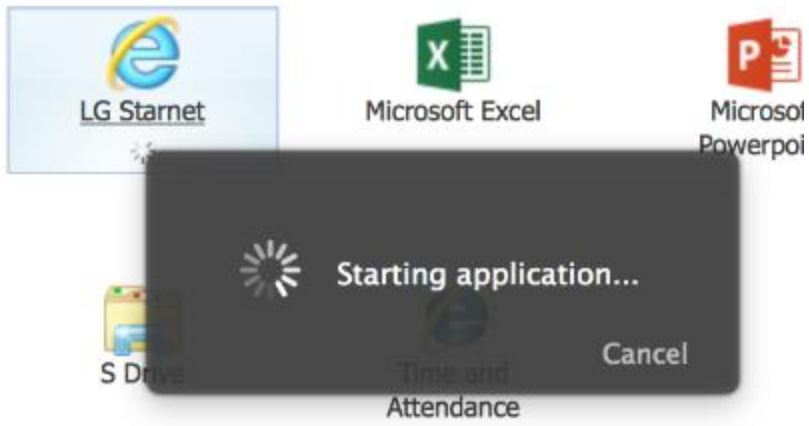 LG Starnet
Microsoft Excel
Microsof
Powerpoi
Starting application...
Cancel
S Drive
Time and
Attendance